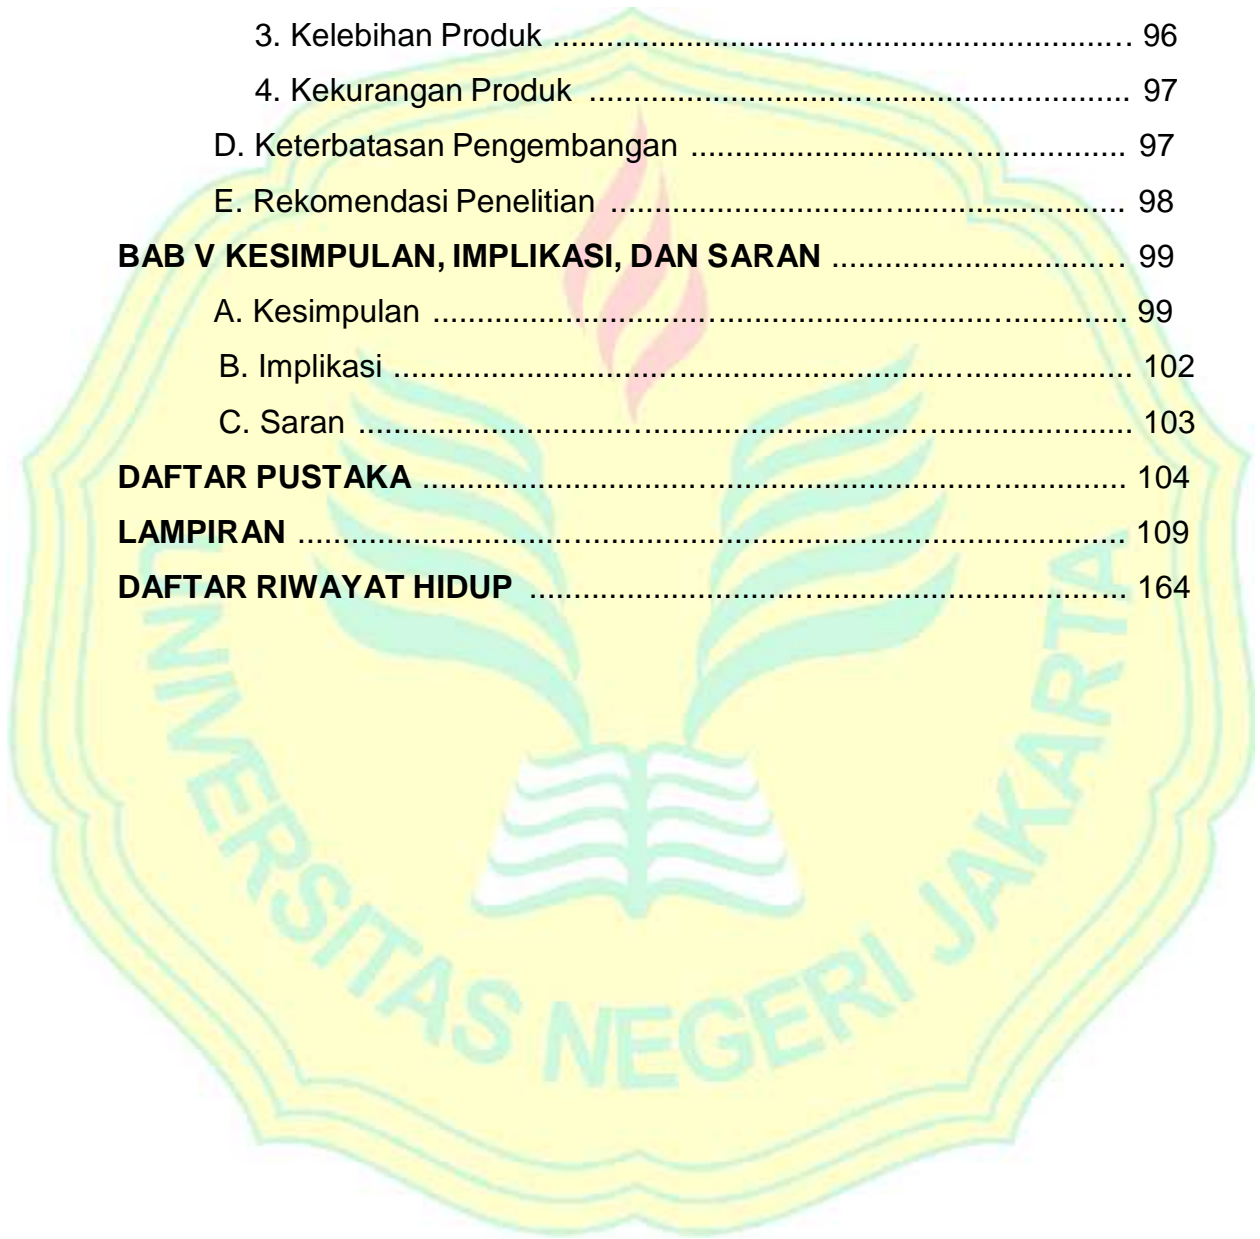 3. Kelebihan Produk ................................................................. 96
4. Kekurangan Produk ............................................................. 97
D. Keterbatasan Pengembangan ................................................. 97
E. Rekomendasi Penelitian .......................................................... 98
BAB V KESIMPULAN, IMPLIKASI, DAN SARAN ................................. 99
A. Kesimpulan .............................................................................. 99
B. Implikasi ................................................................................... 102
C. Saran ....................................................................................... 103
DAFTAR PUSTAKA ............................................................................... 104
LAMPIRAN ............................................................................................. 109
DAFTAR RIWAYAT HIDUP ................................................................... 164
UNIVERSITAS NEGERI JAKARTA